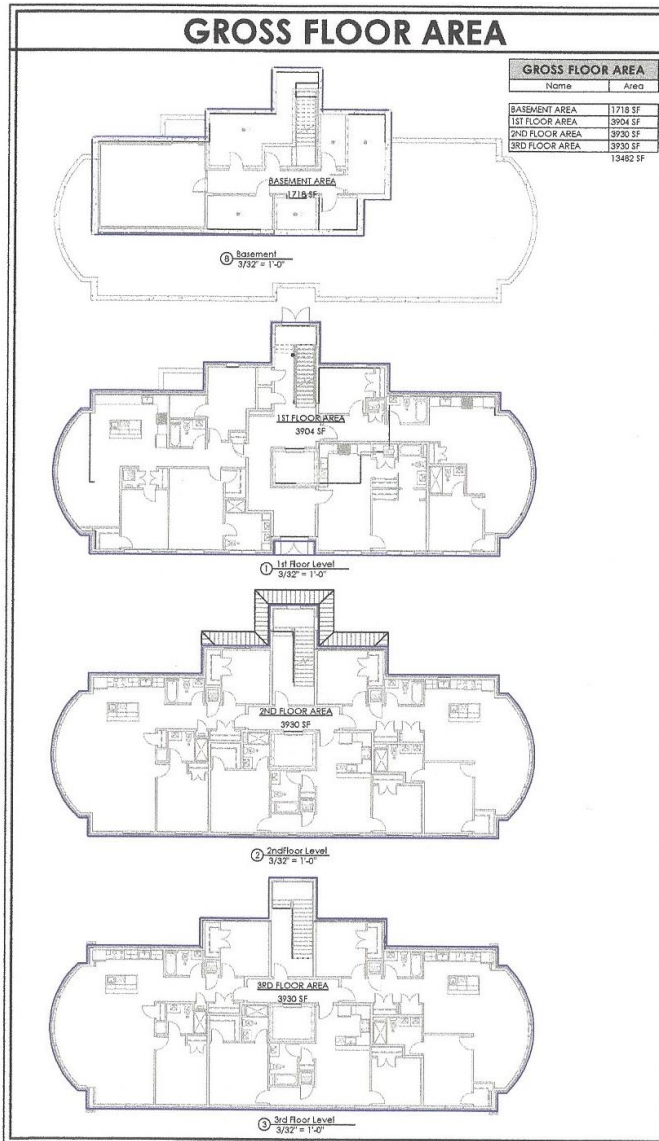 GROSS FLOOR AREA
GROSS FLOOR AREA
Name Area
BASEMENT AREA 1718 SF
1ST FLOOR AREA 3904 SF
2ND FLOOR AREA 3930 SF
3RD FLOOR AREA 3930 SF
13482 SF
BASEMENT AREA
1718 SF
8 Basement
3/32" = 1'-0"
1ST FLOOR AREA
3904 SF
1 1st Floor Level
3/32" = 1'-0"
2ND FLOOR AREA
3930 SF
2 2ndFloor Level
3/32" = 1'-0"
3RD FLOOR AREA
3930 SF
3 3rd Floor Level
3/32" = 1'-0"